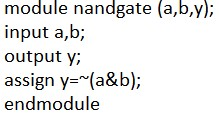 module nandgate (a,b,y);
input a,b;
output y;
assign y=~(a&b);
endmodule